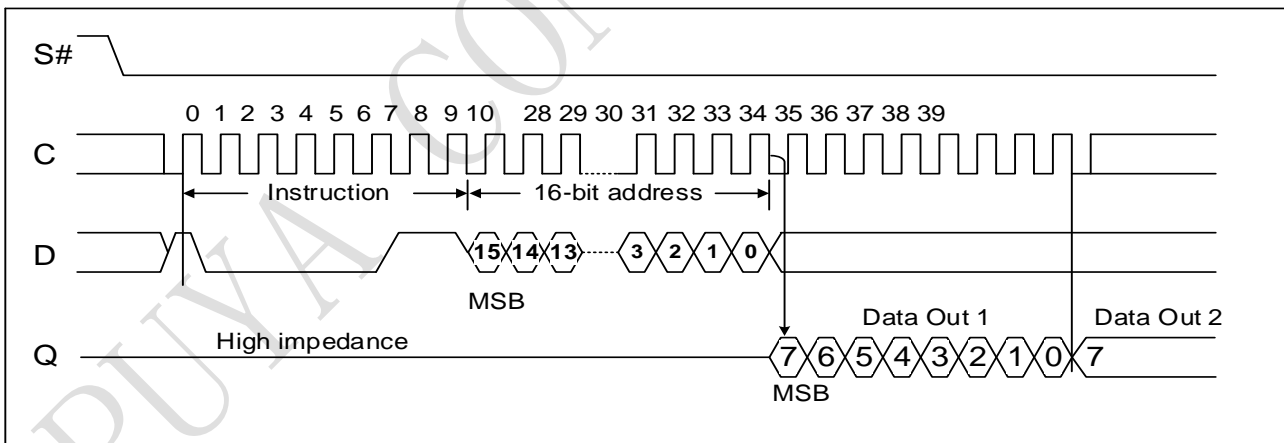 S#
0 1 2 3 4 5 6 7 8 9 10 28 29 30 31 32 33 34 35 36 37 38 39
C
Instruction 16-bit address
D 15 14 13 3 2 1 0
MSB
High impedance Data Out 1 Data Out 2
Q 7 6 5 4 3 2 1 0 7
MSB